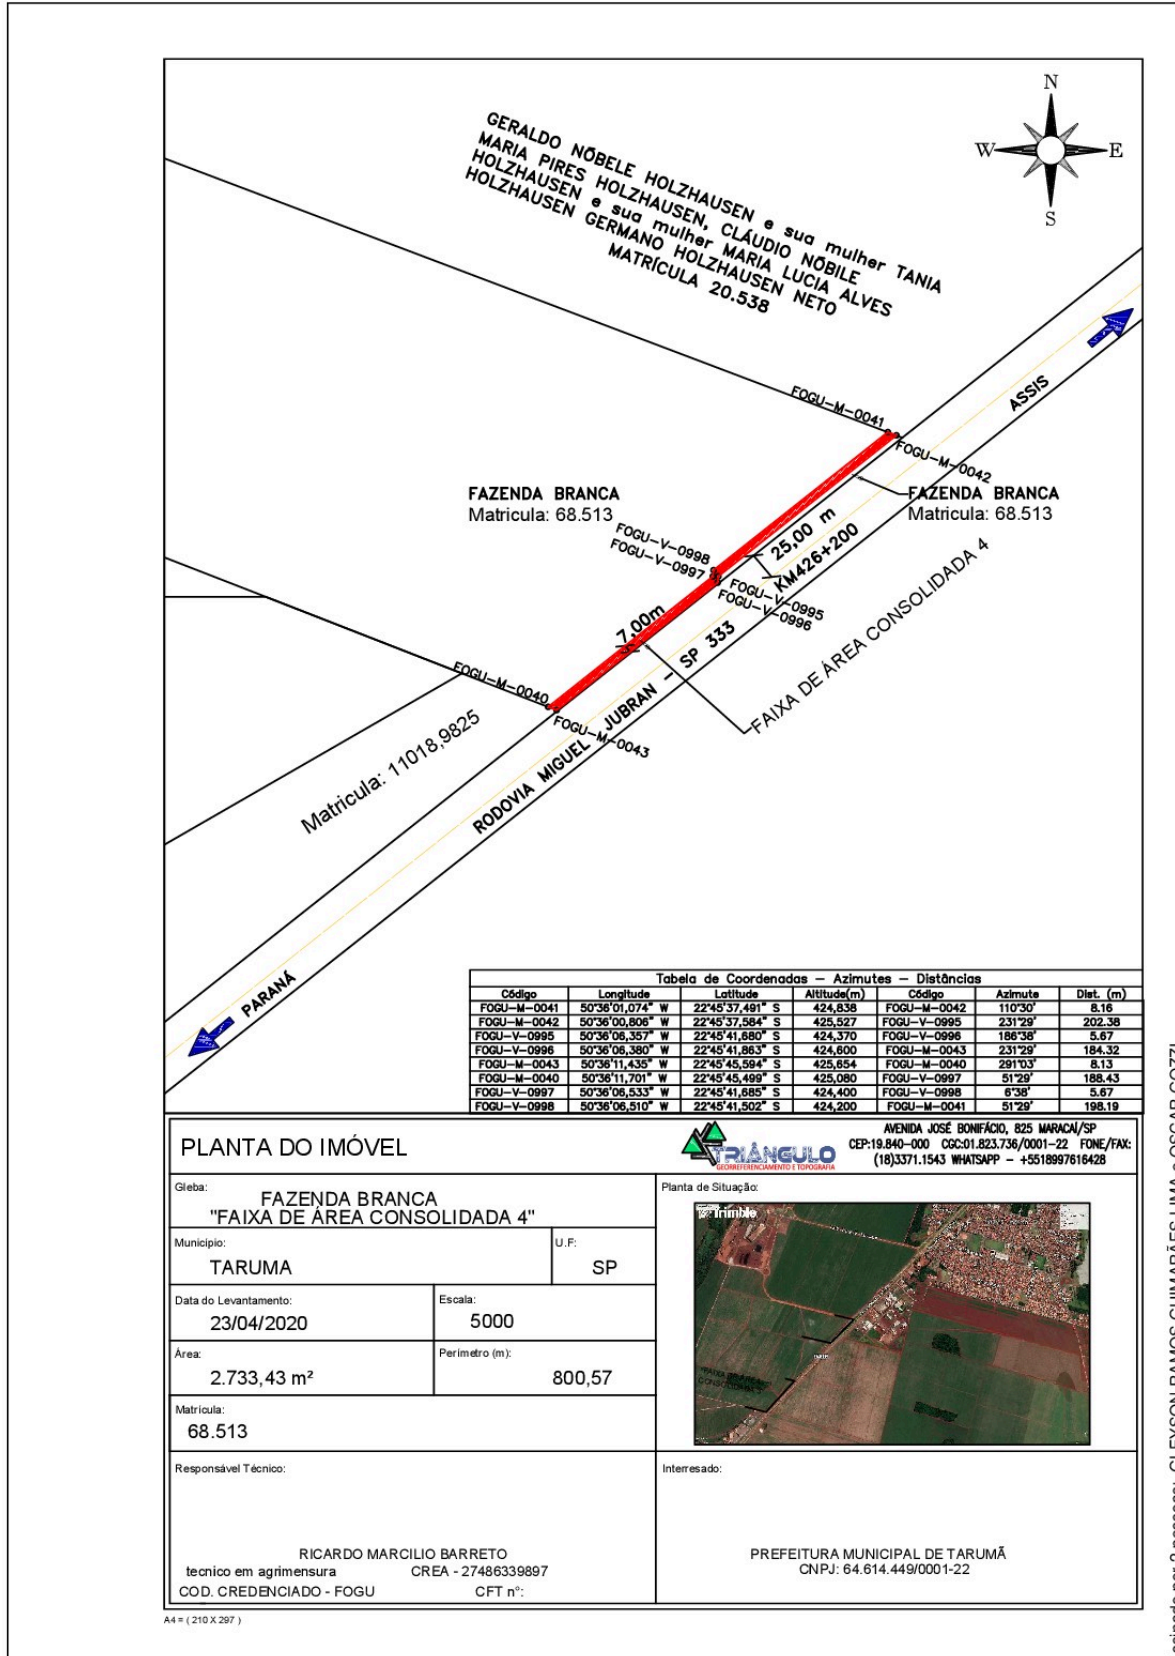 N
W
E
S
GERALDO NÕBELE HOLZHAUSEN e sua mulher TANIA
MARIA PIRES HOLZHAUSEN, CLÁUDIO NÕBILE
HOLZHAUSEN e sua mulher MARIA LUCIA ALVES
HOLZHAUSEN GERMANO HOLZHAUSEN NETO
MATRÍCULA 20.538
ASSIS
FOGU-M-0041
FOGU-M-0042
FAZENDA BRANCA
Matricula: 68.513
FAZENDA BRANCA
Matricula: 68.513
25,00 m
KM426+200
FOGU-V-0998
FOGU-V-0997
FOGU-V-0995
FOGU-V-0996
7,00m
FAIXA DE ÁREA CONSOLIDADA 4
FOGU-M-0040
FOGU-M-0043
RODOVIA MIGUEL JUBRAN - SP 333
Matricula: 11018,9825
PARANÁ
Tabela de Coordenadas – Azimutes – Distâncias
Código Longitude Latitude Altitude(m) Código Azimute Dist. (m)
FOGU-M-0041 50°36'01,074" W 22°45'37,491" S 424,838 FOGU-M-0042 110°30' 8.16
FOGU-M-0042 50°36'00,806" W 22°45'37,584" S 425,527 FOGU-V-0995 231°29' 202.38
FOGU-V-0995 50°36'06,357" W 22°45'41,680" S 424,370 FOGU-V-0996 186°38' 5.67
FOGU-V-0996 50°36'06,380" W 22°45'41,863" S 424,600 FOGU-M-0043 231°29' 184.32
FOGU-M-0043 50°36'11,435" W 22°45'45,594" S 425,654 FOGU-M-0040 291°03' 8.13
FOGU-M-0040 50°36'11,701" W 22°45'45,499" S 425,080 FOGU-V-0997 51°29' 188.43
FOGU-V-0997 50°36'06,533" W 22°45'41,685" S 424,400 FOGU-V-0998 6°38' 5.67
FOGU-V-0998 50°36'06,510" W 22°45'41,502" S 424,200 FOGU-M-0041 51°29' 198.19
PLANTA DO IMÓVEL
TRIÂNGULO
GEORREFERENCIAMENTO E TOPOGRAFIA
AVENIDA JOSÉ BONIFÁCIO, 825 MARACAÍ/SP
CEP:19.840-000 CGC:01.823.736/0001-22 FONE/FAX:
(18)3371.1543 WHATSAPP - +5518997616428
Gleba:
FAZENDA BRANCA
"FAIXA DE ÁREA CONSOLIDADA 4"
Municipio:
TARUMA
U.F:
SP
Data do Levantamento:
23/04/2020
Escala:
5000
Área:
2.733,43 m²
Perímetro (m):
800,57
Matricula:
68.513
Planta de Situação:
Trimble
Responsável Técnico:
RICARDO MARCILIO BARRETO
tecnico em agrimensura CREA - 27486339897
COD. CREDENCIADO - FOGU CFT n°:
Interresado:
PREFEITURA MUNICIPAL DE TARUMÃ
CNPJ: 64.614.449/0001-22
A4 = ( 210 X 297 )